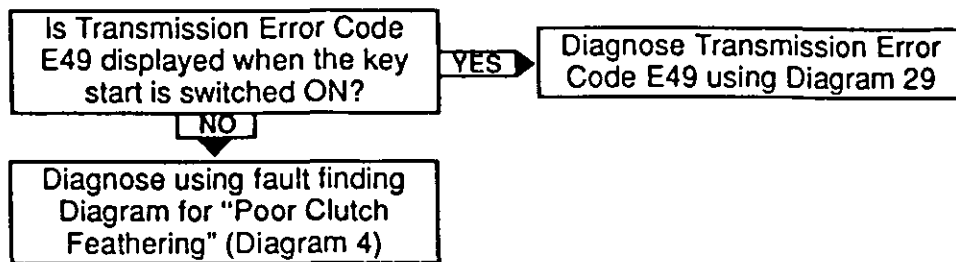 Is Transmission Error Code
E49 displayed when the key
start is switched ON?
YES
Diagnose Transmission Error
Code E49 using Diagram 29
NO
Diagnose using fault finding
Diagram for "Poor Clutch
Feathering" (Diagram 4)